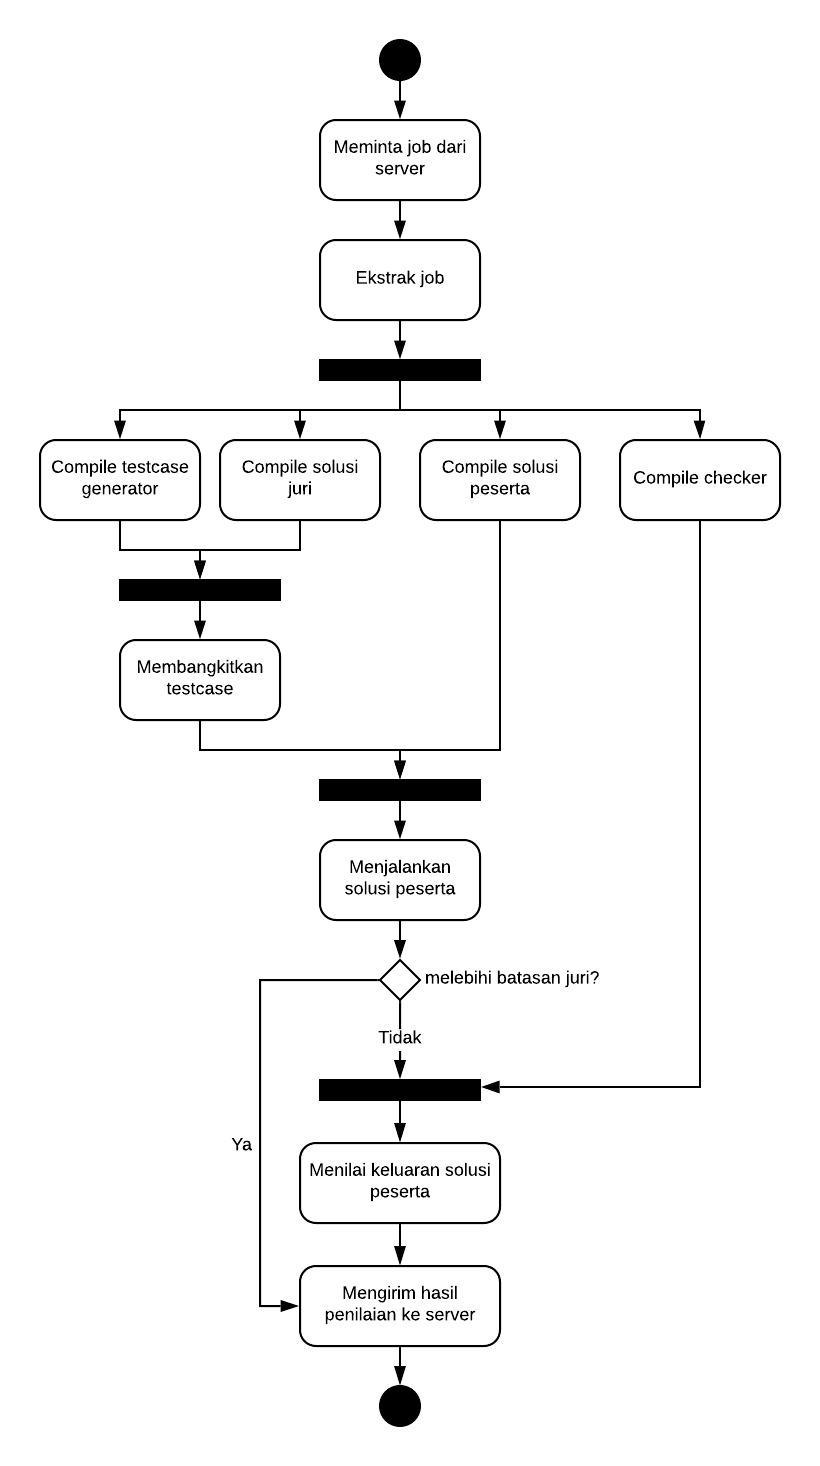 Meminta job dari
server
Ekstrak job
Compile testcase
generator
Compile solusi
juri
Compile solusi
peserta
Compile checker
Membangkitkan
testcase
Menjalankan
solusi peserta
melebihi batasan juri?
Tidak
Ya
Menilai keluaran solusi
peserta
Mengirim hasil
penilaian ke server